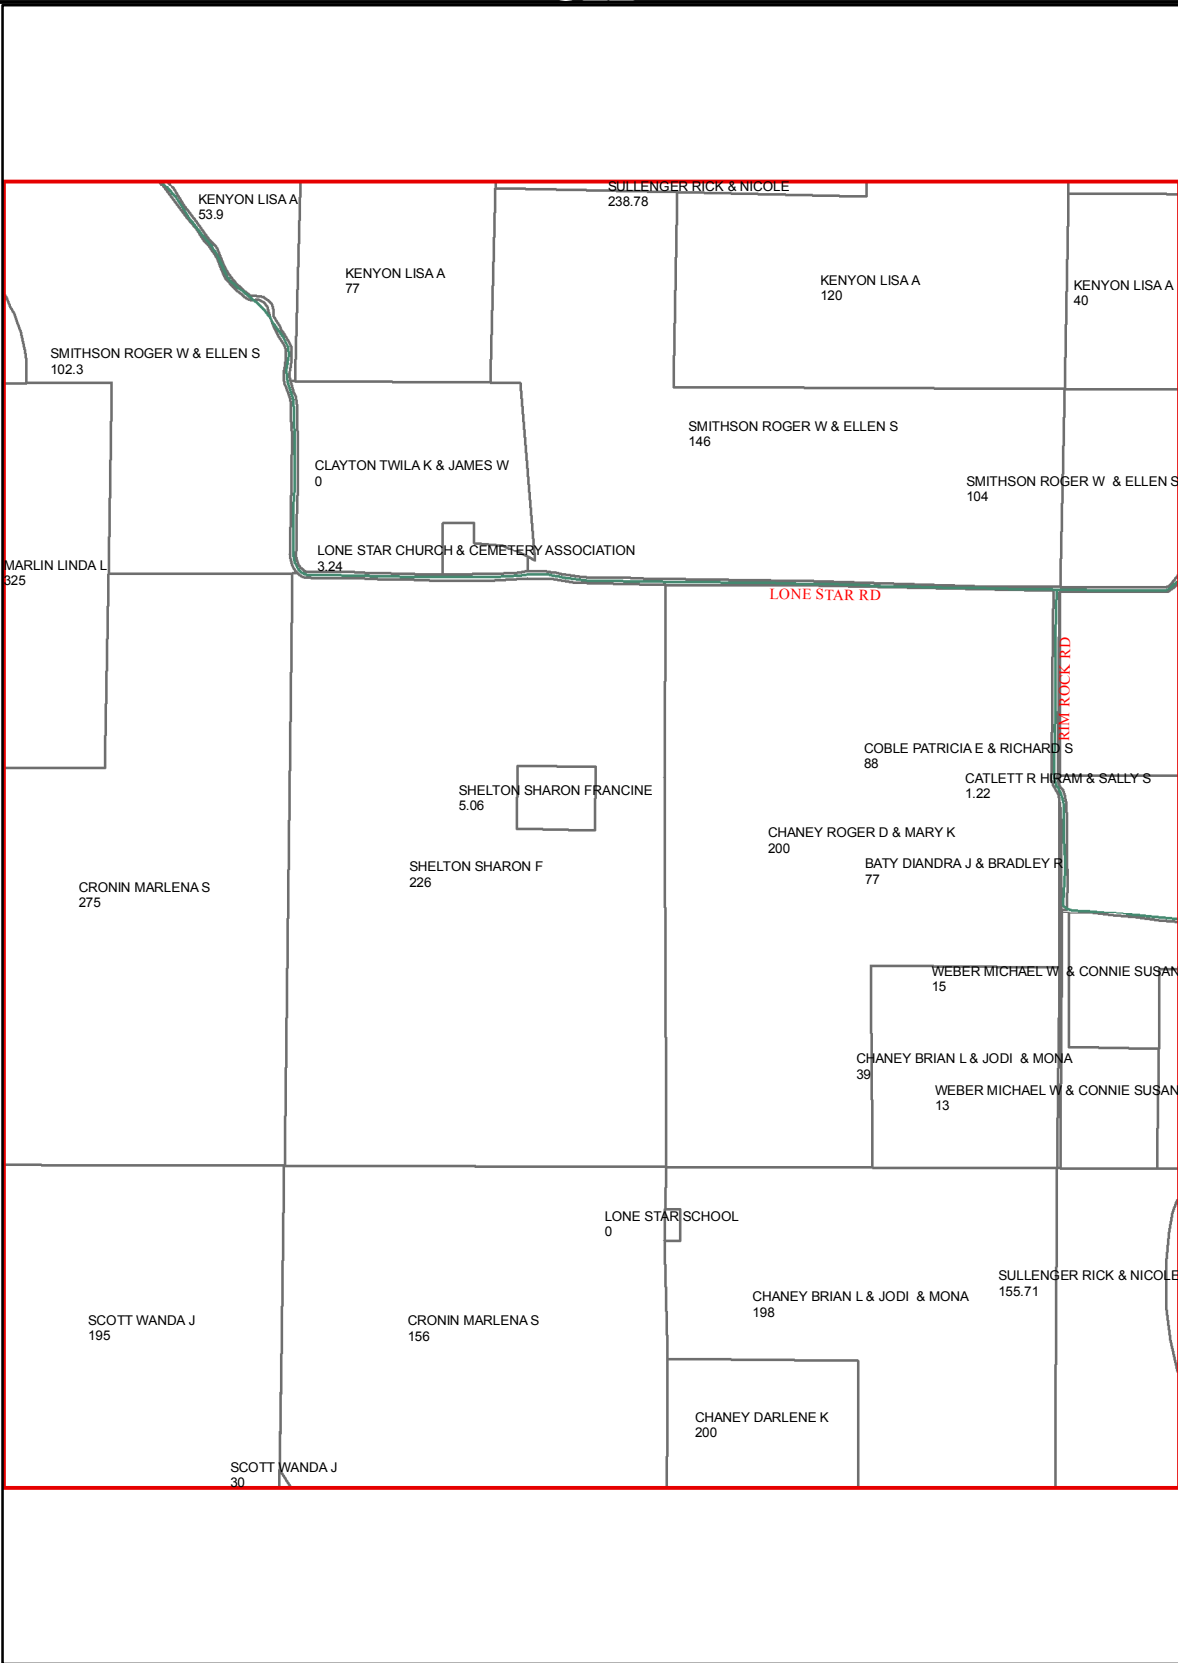 SULLENGER RICK & NICOLE
238.78
KENYON LISA A
53.9
KENYON LISA A
77
KENYON LISA A
120
KENYON LISA A
40
SMITHSON ROGER W & ELLEN S
102.3
SMITHSON ROGER W & ELLEN S
146
CLAYTON TWILA K & JAMES W
0
SMITHSON ROGER W & ELLEN S
104
LONE STAR CHURCH & CEMETERY ASSOCIATION
3.24
MARLIN LINDA L
325
LONE STAR RD
RIM ROCK RD
COBLE PATRICIA E & RICHARD S
88
CATLETT R HIRAM & SALLY S
1.22
SHELTON SHARON FRANCINE
5.06
CHANEY ROGER D & MARY K
200
BATY DIANDRA J & BRADLEY R
77
SHELTON SHARON F
226
CRONIN MARLENA S
275
WEBER MICHAEL W & CONNIE SUSAN
15
CHANEY BRIAN L & JODI & MONA
39
WEBER MICHAEL W & CONNIE SUSAN
13
LONE STAR SCHOOL
0
SULLENGER RICK & NICOLE
155.71
CHANEY BRIAN L & JODI & MONA
198
SCOTT WANDA J
195
CRONIN MARLENA S
156
CHANEY DARLENE K
200
SCOTT WANDA J
30